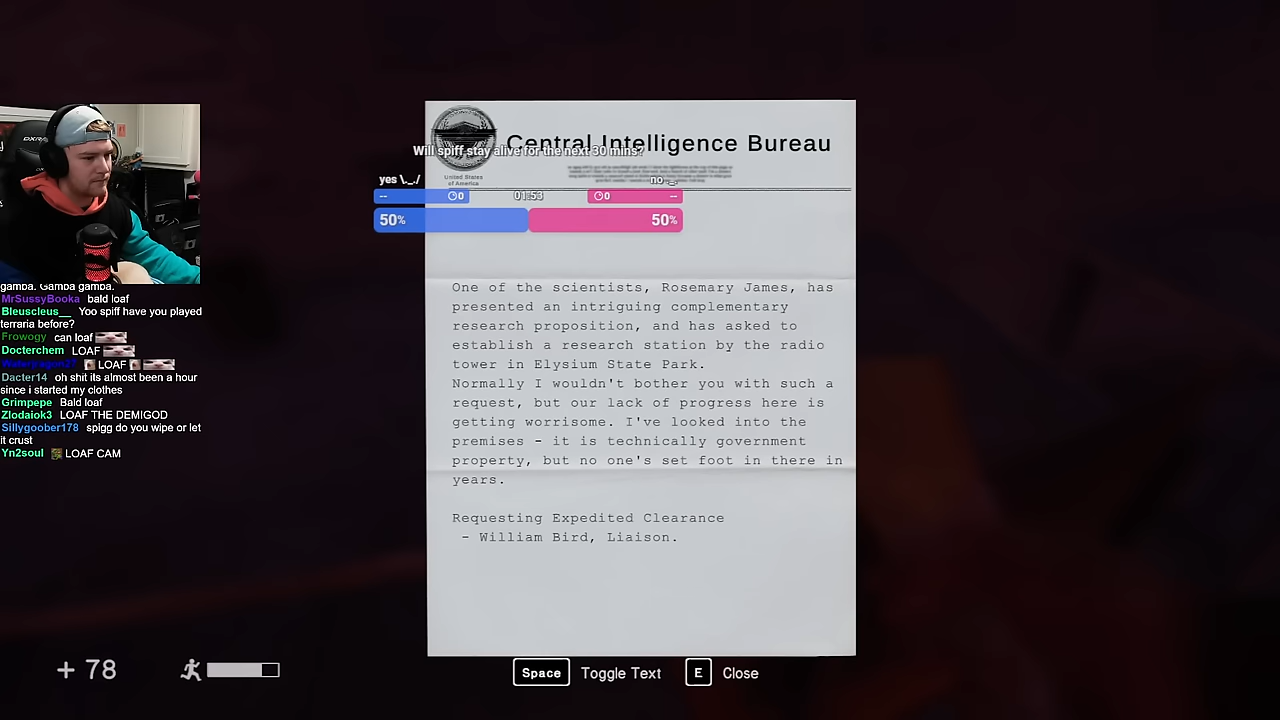 Central Intelligence Bureau
United States
of America
Will spiff stay alive for the next 30 mins?
yes \._./
no ._.
-- 0
01:53
0 --
50%
50%
One of the scientists, Rosemary James, has
presented an intriguing complementary
research proposition, and has asked to
establish a research station by the radio
tower in Elysium State Park.
Normally I wouldn't bother you with such a
request, but our lack of progress here is
getting worrisome. I've looked into the
premises - it is technically government
property, but no one's set foot in there in
years.
Requesting Expedited Clearance
- William Bird, Liaison.
DXRA
gamba. Gamba gamba.
MrSussyBooka bald loaf
Bleuscleus__ Yoo spiff have you played
terraria before?
Frowogy can loaf
Docterchem LOAF
LOAF
Dacter14 oh shit its almost been a hour
since i started my clothes
Grimpepe Bald loaf
Zlodaiok3 LOAF THE DEMIGOD
Sillygoober178 spigg do you wipe or let
it crust
Yn2soul LOAF CAM
+ 78
Space Toggle Text E Close